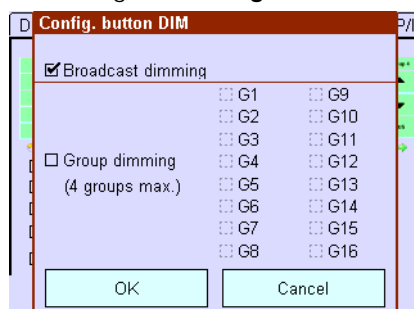 Config. button DIM
D
P/
Broadcast dimming
G1 G9
G2 G10
G3 G11
Group dimming G4 G12
(4 groups max.) G5 G13
G6 G14
G7 G15
G8 G16
OK Cancel